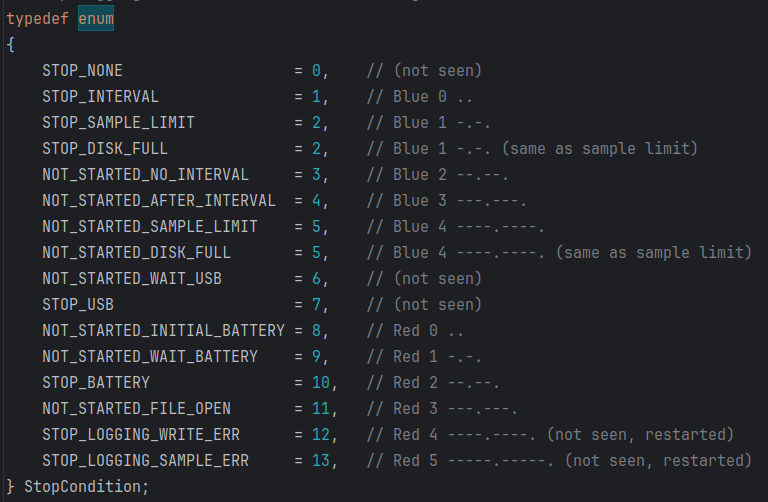 typedef enum
{
    STOP_NONE                   = 0,    // (not seen)
    STOP_INTERVAL               = 1,    // Blue 0 ..
    STOP_SAMPLE_LIMIT           = 2,    // Blue 1 -.-.
    STOP_DISK_FULL              = 2,    // Blue 1 -.-. (same as sample limit)
    NOT_STARTED_NO_INTERVAL     = 3,    // Blue 2 --.--.
    NOT_STARTED_AFTER_INTERVAL  = 4,    // Blue 3 ---.---.
    NOT_STARTED_SAMPLE_LIMIT    = 5,    // Blue 4 ----.----.
    NOT_STARTED_DISK_FULL       = 5,    // Blue 4 ----.----. (same as sample limit)
    NOT_STARTED_WAIT_USB        = 6,    // (not seen)
    STOP_USB                    = 7,    // (not seen)
    NOT_STARTED_INITIAL_BATTERY = 8,    // Red 0 ..
    NOT_STARTED_WAIT_BATTERY    = 9,    // Red 1 -.-.
    STOP_BATTERY                = 10,   // Red 2 --.--.
    NOT_STARTED_FILE_OPEN       = 11,   // Red 3 ---.---.
    STOP_LOGGING_WRITE_ERR      = 12,   // Red 4 ----.----. (not seen, restarted)
    STOP_LOGGING_SAMPLE_ERR     = 13,   // Red 5 -----.-----. (not seen, restarted)
} StopCondition;